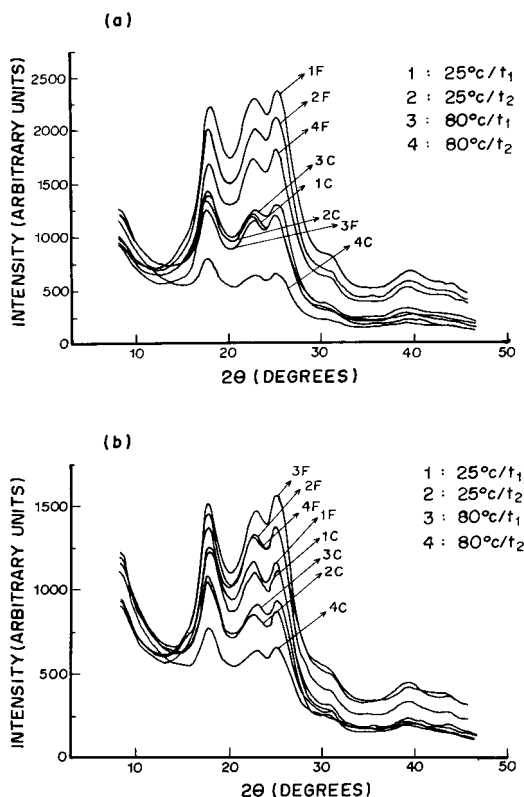 (a)
INTENSITY (ARBITRARY UNITS)
2500
2000
1500
1000
500
0
10
20
30
40
50
2θ (DEGREES)
1F
2F
4F
3C
1C
2C
3F
4C
1 : 25°c/t₁
2 : 25°c/t₂
3 : 80°c/t₁
4 : 80°c/t₂
(b)
INTENSITY (ARBITRARY UNITS)
1500
1000
500
0
10
20
30
40
50
2θ (DEGREES)
3F
2F
4F
1F
1C
3C
2C
4C
1 : 25°c/t₁
2 : 25°c/t₂
3 : 80°c/t₁
4 : 80°c/t₂